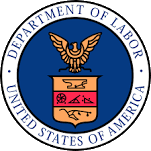 DEPARTMENT OF LABOR
UNITED STATES OF AMERICA